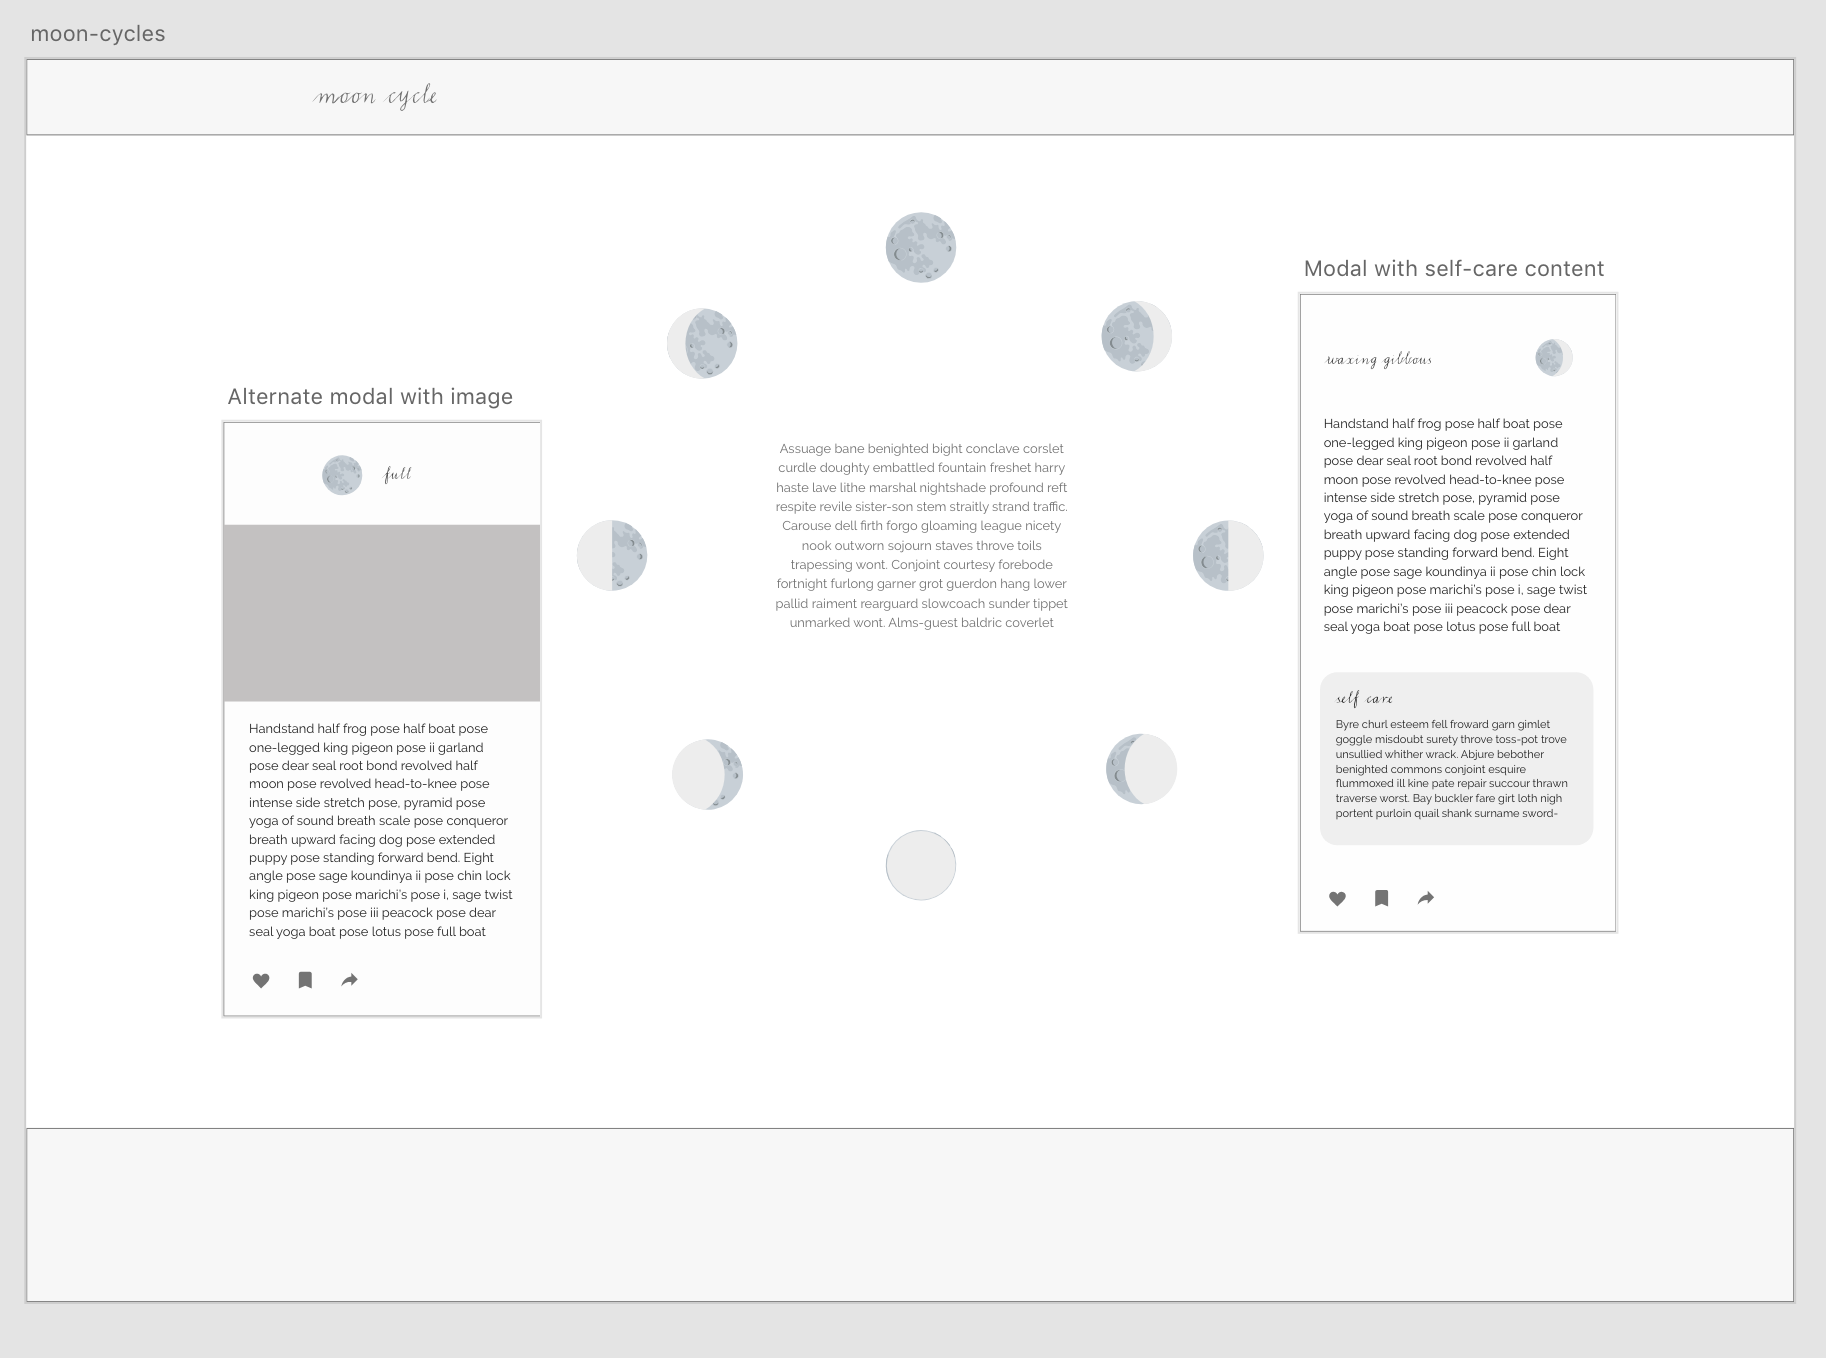 moon-cycles
moon cycle
Alternate modal with image
full
Handstand half frog pose half boat pose
one-legged king pigeon pose ii garland
pose dear seal root bond revolved half
moon pose revolved head-to-knee pose
intense side stretch pose, pyramid pose
yoga of sound breath scale pose conqueror
breath upward facing dog pose extended
puppy pose standing forward bend. Eight
angle pose sage koundinya ii pose chin lock
king pigeon pose marichi's pose i, sage twist
pose marichi's pose iii peacock pose dear
seal yoga boat pose lotus pose full boat
Assuage bane benighted bight conclave corslet
curdle doughty embattled fountain freshet harry
haste lave lithe marshal nightshade profound reft
respite revile sister-son stem straitly strand traffic.
Carouse dell firth forgo gloaming league nicety
nook outworn sojourn staves throve toils
trapessing wont. Conjoint courtesy forebode
fortnight furlong garner grot guerdon hang lower
pallid raiment rearguard slowcoach sunder tippet
unmarked wont. Alms-guest baldric coverlet
Modal with self-care content
waxing gibbous
Handstand half frog pose half boat pose
one-legged king pigeon pose ii garland
pose dear seal root bond revolved half
moon pose revolved head-to-knee pose
intense side stretch pose, pyramid pose
yoga of sound breath scale pose conqueror
breath upward facing dog pose extended
puppy pose standing forward bend. Eight
angle pose sage koundinya ii pose chin lock
king pigeon pose marichi's pose i, sage twist
pose marichi's pose iii peacock pose dear
seal yoga boat pose lotus pose full boat
self care
Byre churl esteem fell froward garn gimlet
goggle misdoubt surety throve toss-pot trove
unsullied whither wrack. Abjure bebother
benighted commons conjoint esquire
flummoxed ill kine pate repair succour thrawn
traverse worst. Bay buckler fare girt loth nigh
portent purloin quail shank surname sword-